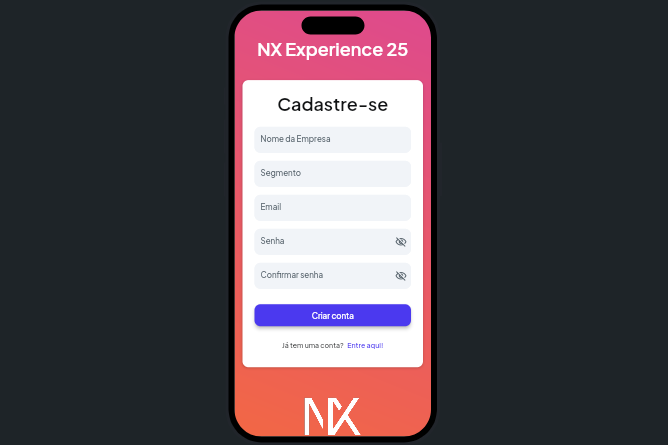 NX Experience 25
Cadastre-se
Nome da Empresa
Segmento
Email
Senha
Confirmar senha
Criar conta
Já tem uma conta? Entre aqui!
NX